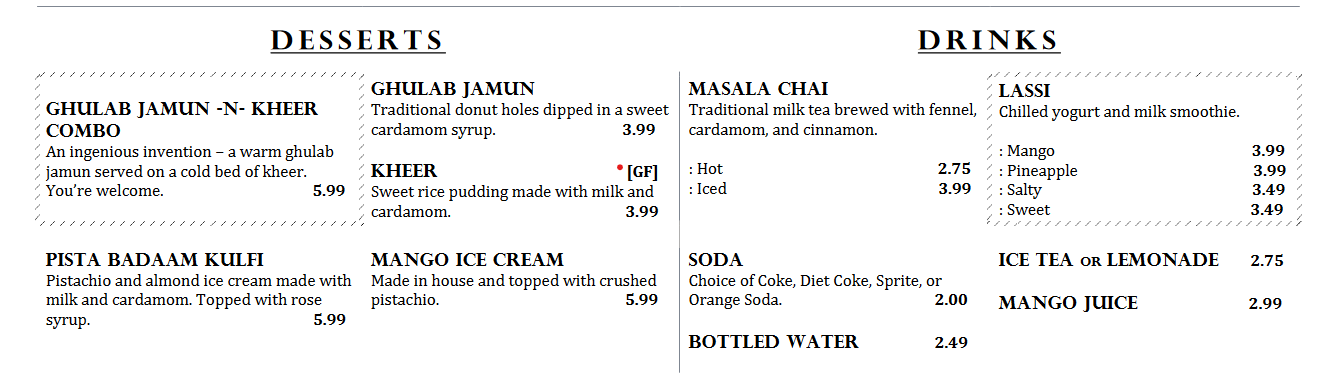 DESSERTS
GHULAB JAMUN -N- KHEER
COMBO
An ingenious invention – a warm ghulab
jamun served on a cold bed of kheer.
You're welcome. 5.99
GHULAB JAMUN
Traditional donut holes dipped in a sweet
cardamom syrup. 3.99
KHEER • [GF]
Sweet rice pudding made with milk and
cardamom. 3.99
PISTA BADAAM KULFI
Pistachio and almond ice cream made with
milk and cardamom. Topped with rose
syrup. 5.99
MANGO ICE CREAM
Made in house and topped with crushed
pistachio. 5.99
DRINKS
MASALA CHAI
Traditional milk tea brewed with fennel,
cardamom, and cinnamon.
: Hot 2.75
: Iced 3.99
LASSI
Chilled yogurt and milk smoothie.
: Mango 3.99
: Pineapple 3.99
: Salty 3.49
: Sweet 3.49
SODA
Choice of Coke, Diet Coke, Sprite, or
Orange Soda. 2.00
BOTTLED WATER 2.49
ICE TEA OR LEMONADE 2.75
MANGO JUICE 2.99